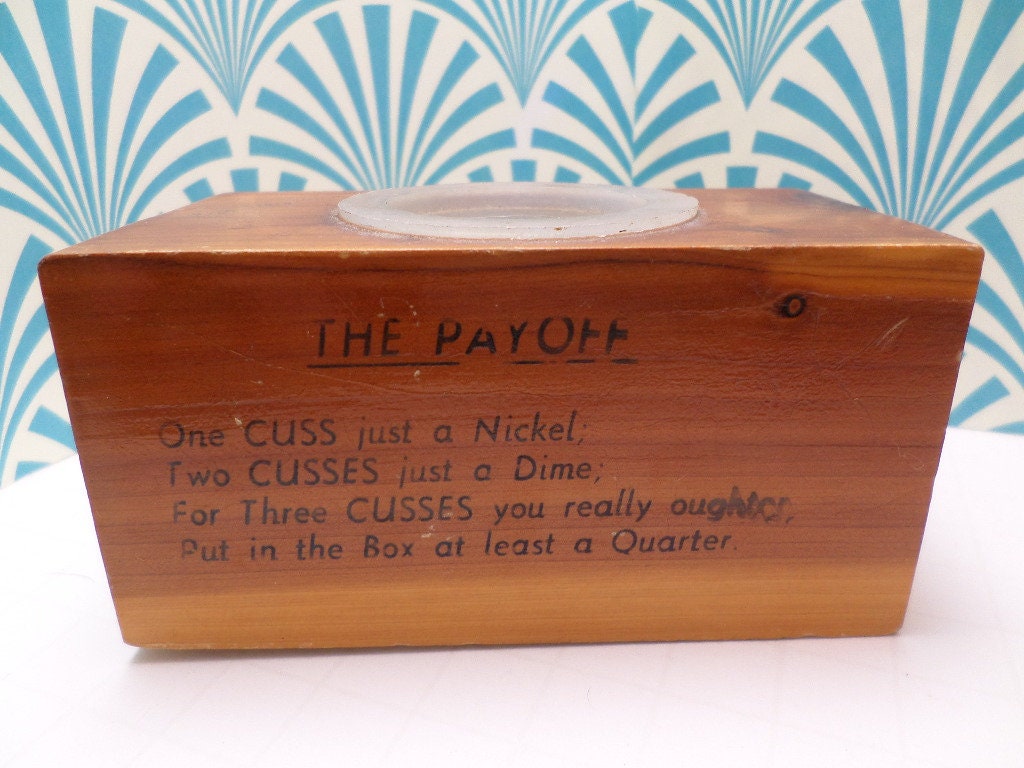 THE PAYOFF
One CUSS just a Nickel;
Two CUSSES just a Dime;
For Three CUSSES you really oughter,
Put in the Box at least a Quarter.